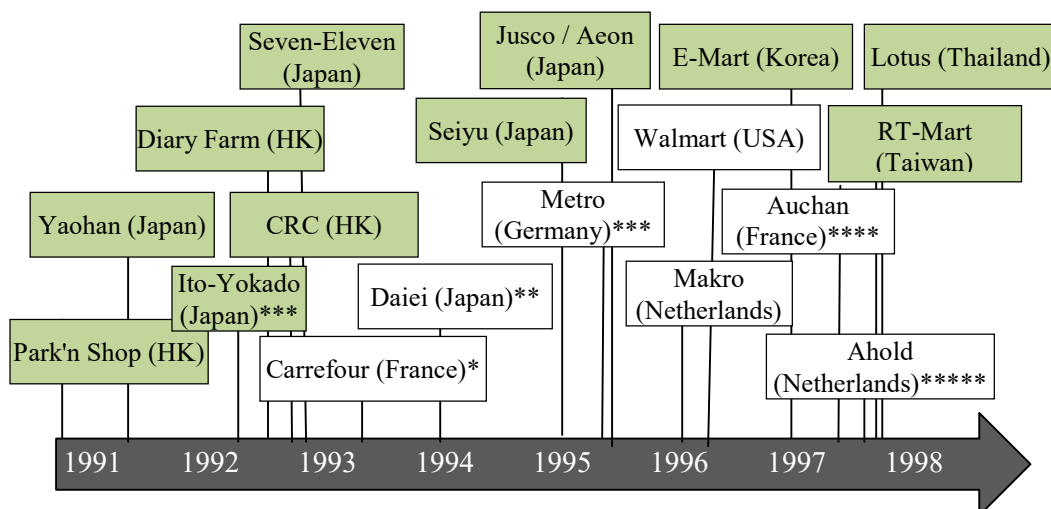 Seven-Eleven
(Japan)
Jusco / Aeon
(Japan)
E-Mart (Korea)
Lotus (Thailand)
Diary Farm (HK)
Seiyu (Japan)
Walmart (USA)
RT-Mart
(Taiwan)
Yaohan (Japan)
CRC (HK)
Metro
(Germany)***
Auchan
(France)****
Ito-Yokado
(Japan)***
Daiei (Japan)**
Makro
(Netherlands)
Park'n Shop (HK)
Carrefour (France)*
Ahold
(Netherlands)*****
1991 1992 1993 1994 1995 1996 1997 1998